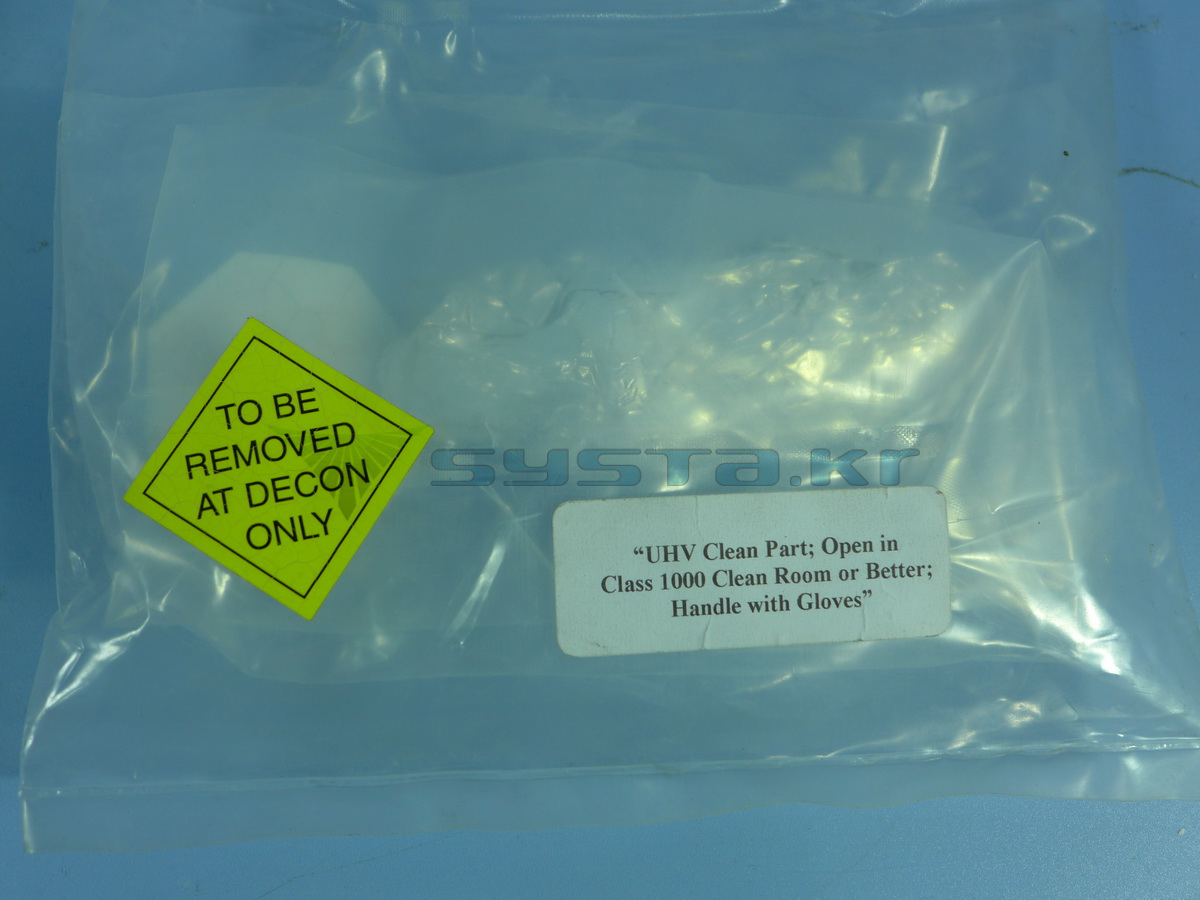 TO BE
REMOVED
AT DECON
ONLY
systa.kr
“UHV Clean Part; Open in
Class 1000 Clean Room or Better;
Handle with Gloves”